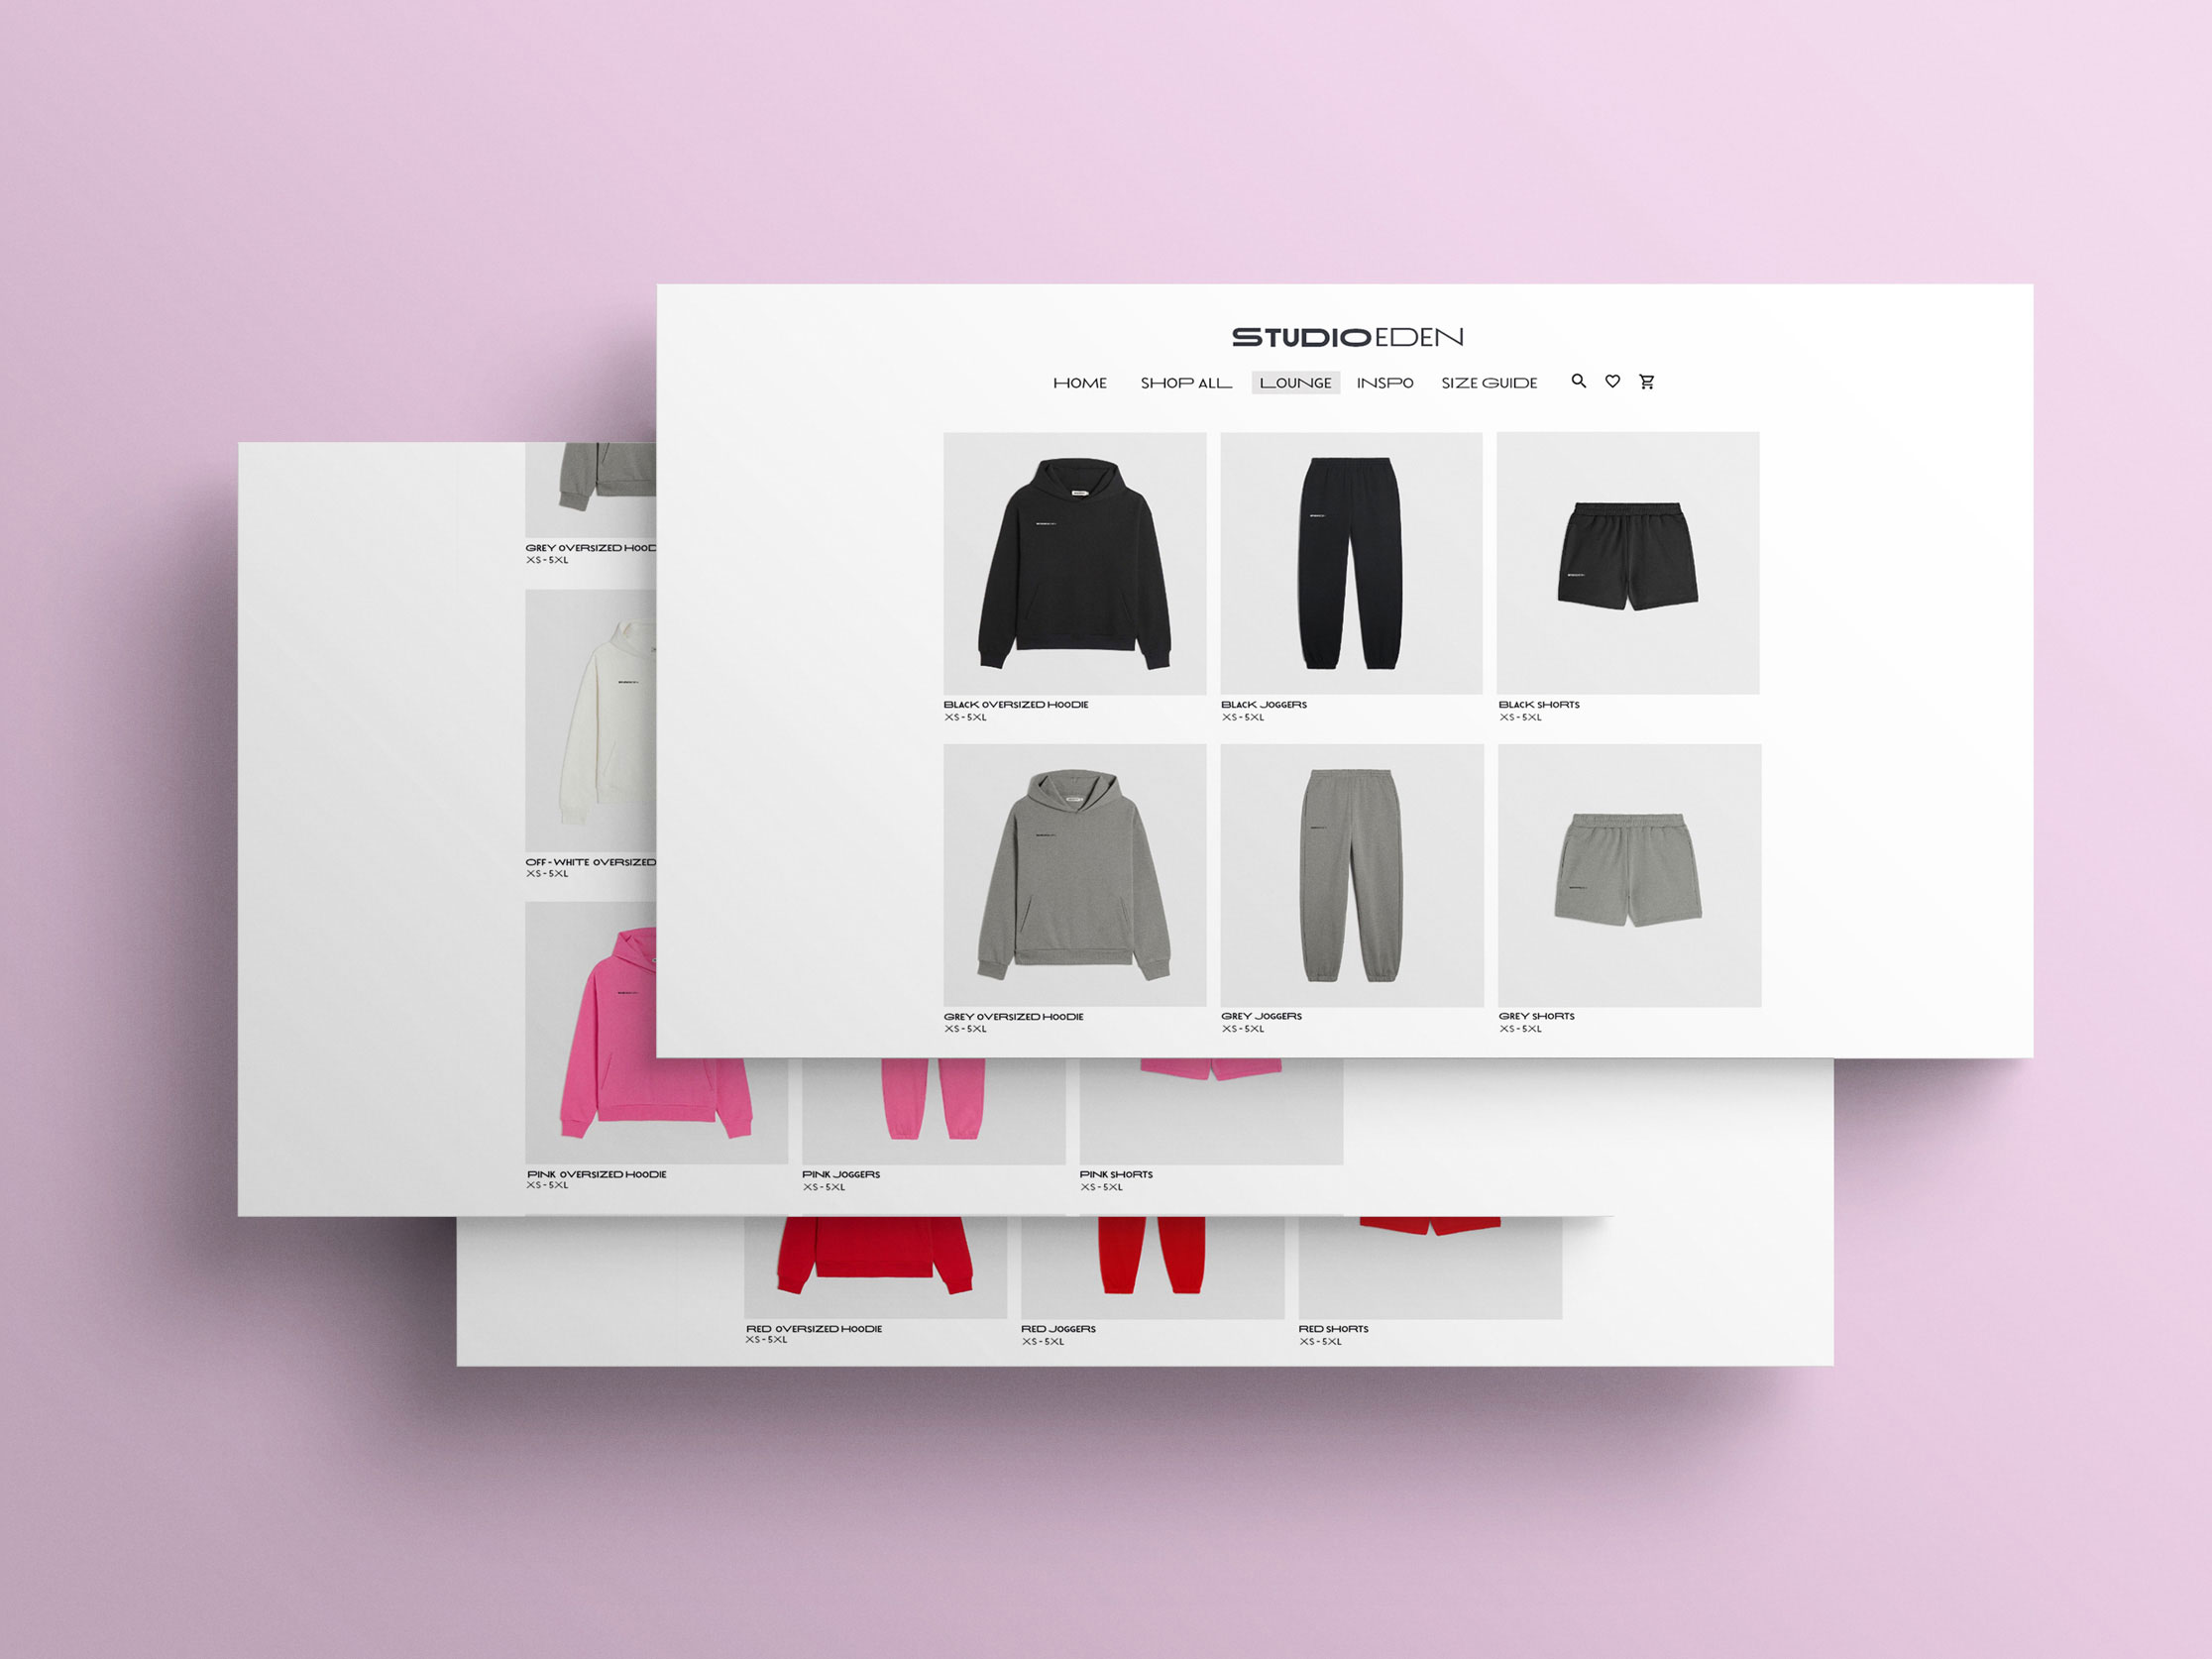 STUDIOEDEN
HOME SHOP ALL LOUNGE INSPO SIZE GUIDE
BLACK OVERSIZED HOODIE
XS - 5XL
BLACK JOGGERS
XS - 5XL
BLACK SHORTS
XS - 5XL
GREY OVERSIZED HOODIE
XS - 5XL
GREY JOGGERS
XS - 5XL
GREY SHORTS
XS - 5XL
GREY OVERSIZED HOOD
XS - 5XL
OFF - WHITE OVERSIZED
XS - 5XL
PINK OVERSIZED HOODIE
XS - 5XL
PINK JOGGERS
XS - 5XL
PINK SHORTS
XS - 5XL
RED OVERSIZED HOODIE
XS - 5XL
RED JOGGERS
XS - 5XL
RED SHORTS
XS - 5XL